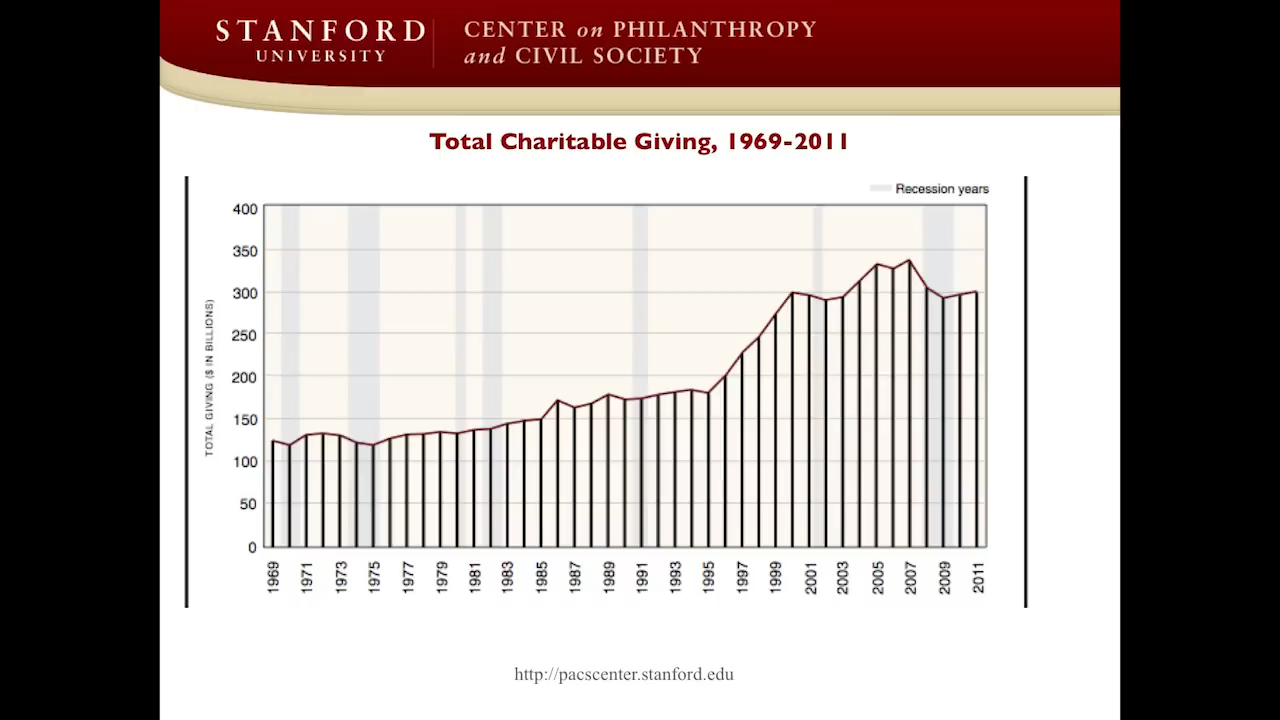 STANFORD
UNIVERSITY
CENTER on PHILANTHROPY
and CIVIL SOCIETY
Total Charitable Giving, 1969-2011
Recession years
TOTAL GIVING ($ IN BILLIONS)
400
350
300
250
200
150
100
50
0
1969 1971 1973 1975 1977 1979 1981 1983 1985 1987 1989 1991 1993 1995 1997 1999 2001 2003 2005 2007 2009 2011
http://pacscenter.stanford.edu